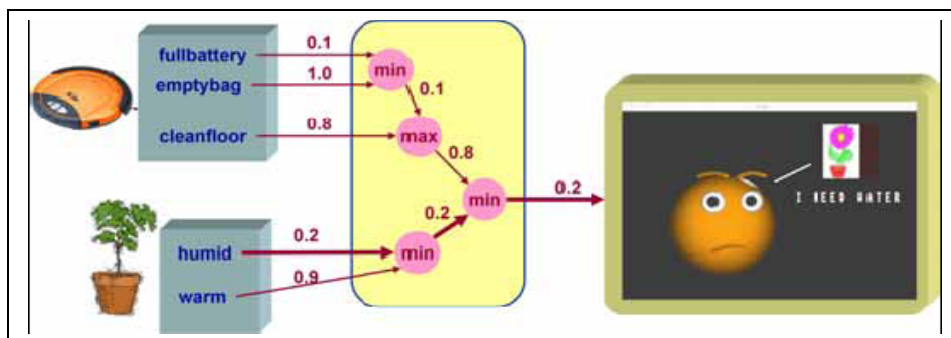 fullbattery
0.1
min
emptybag
1.0
0.1
cleanfloor
0.8
max
0.8
min
0.2
I NEED WATER
0.2
humid
0.2
min
warm
0.9